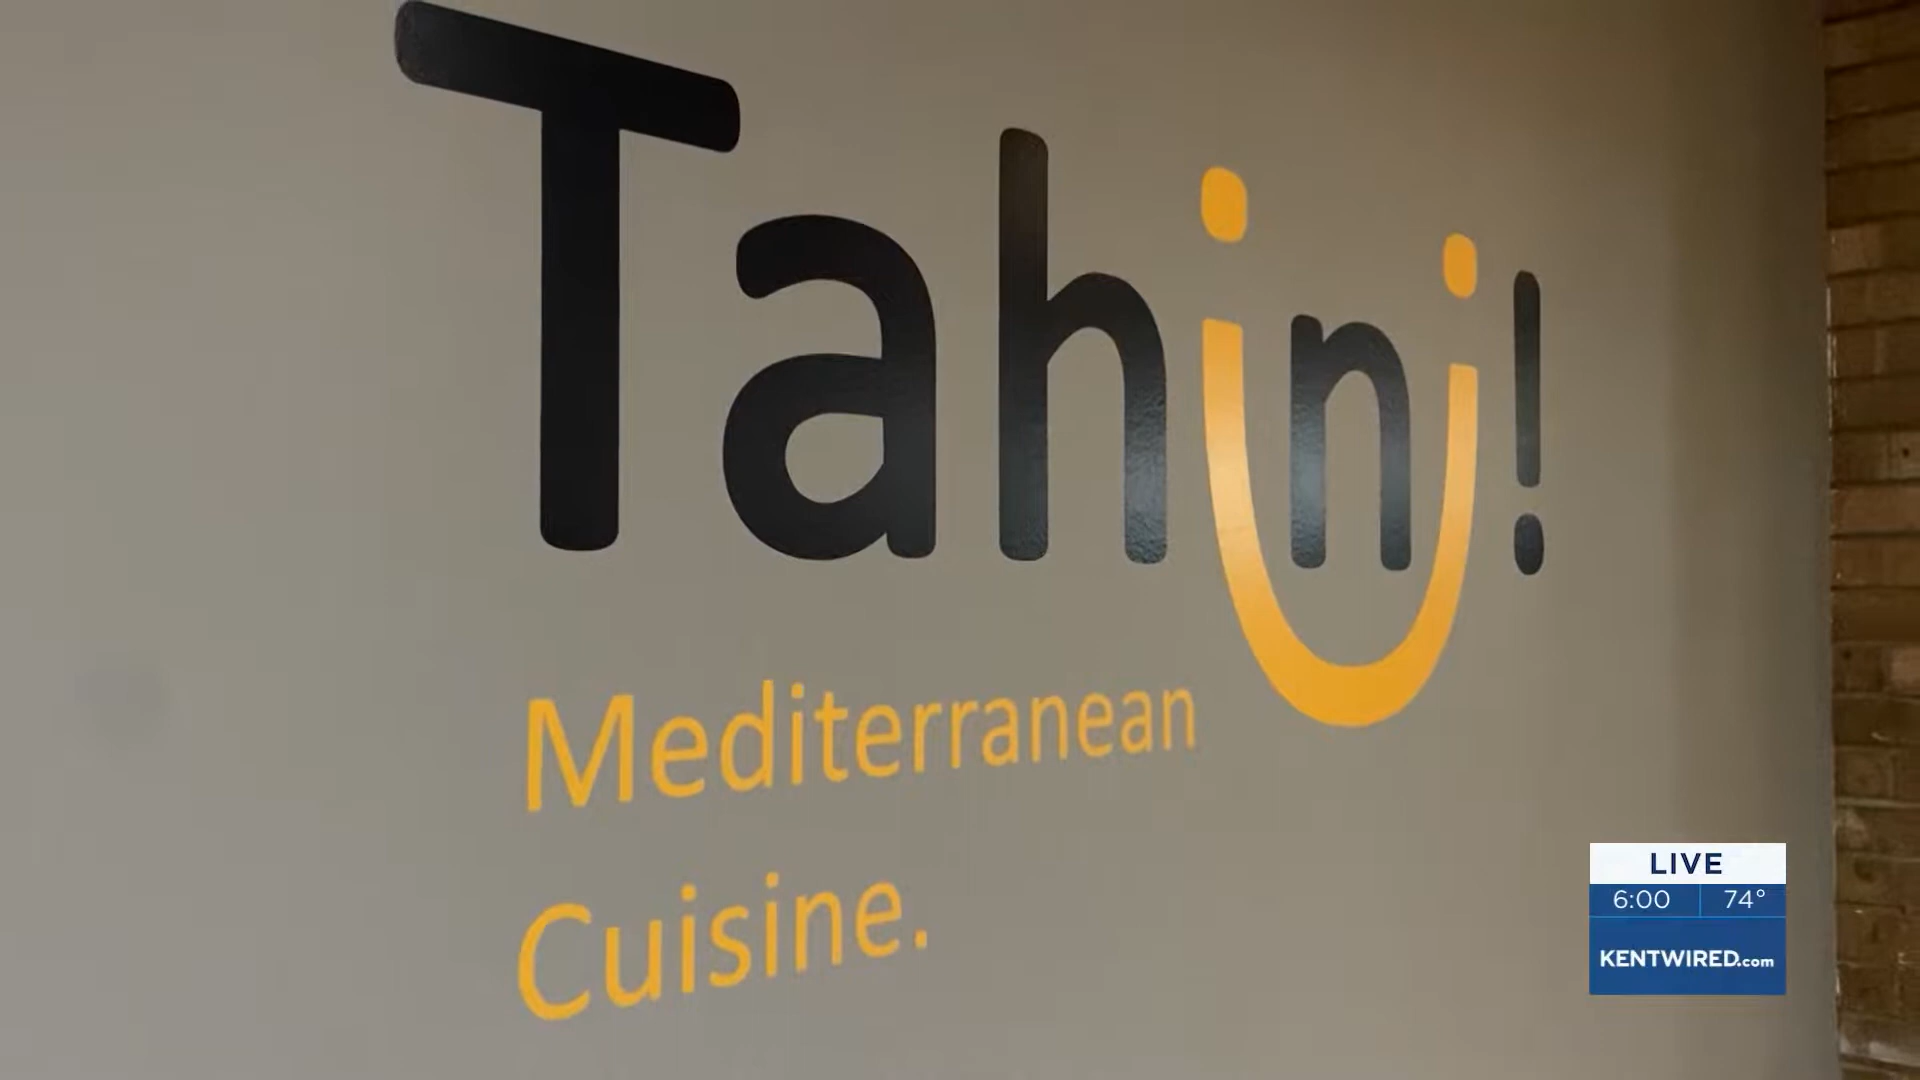 Tahini!
Mediterranean
Cuisine.
LIVE
6:00 74°
KENTWIRED.com